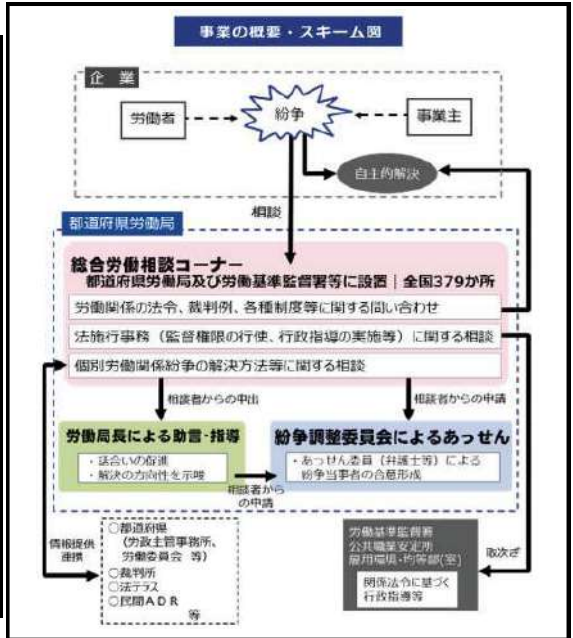 事業の概要・スキーム図
企 業
労働者
紛争
事業主
自主的解決
相談
都道府県労働局
総合労働相談コーナー
都道府県労働局及び労働基準監督署等に設置｜全国379か所
労働関係の法令、裁判例、各種制度等に関する問い合わせ
法施行事務（監督権限の行使、行政指導の実施等）に関する相談
個別労働関係紛争の解決方法等に関する相談
相談者からの申出
相談者からの申請
労働局長による助言・指導
・話合いの促進
・解決の方向性を示唆
相談者から
の申請
紛争調整委員会によるあっせん
・あっせん委員（弁護士等）による
紛争当事者の合意形成
情報提供
連携
○都道府県
（労政主管事務所、
労働委員会 等）
○裁判所
○法テラス
○民間ＡＤＲ
等
労働基準監督署
公共職業安定所
雇用環境・均等部(室)
関係法令に基づく
行政指導等
取次ぎ